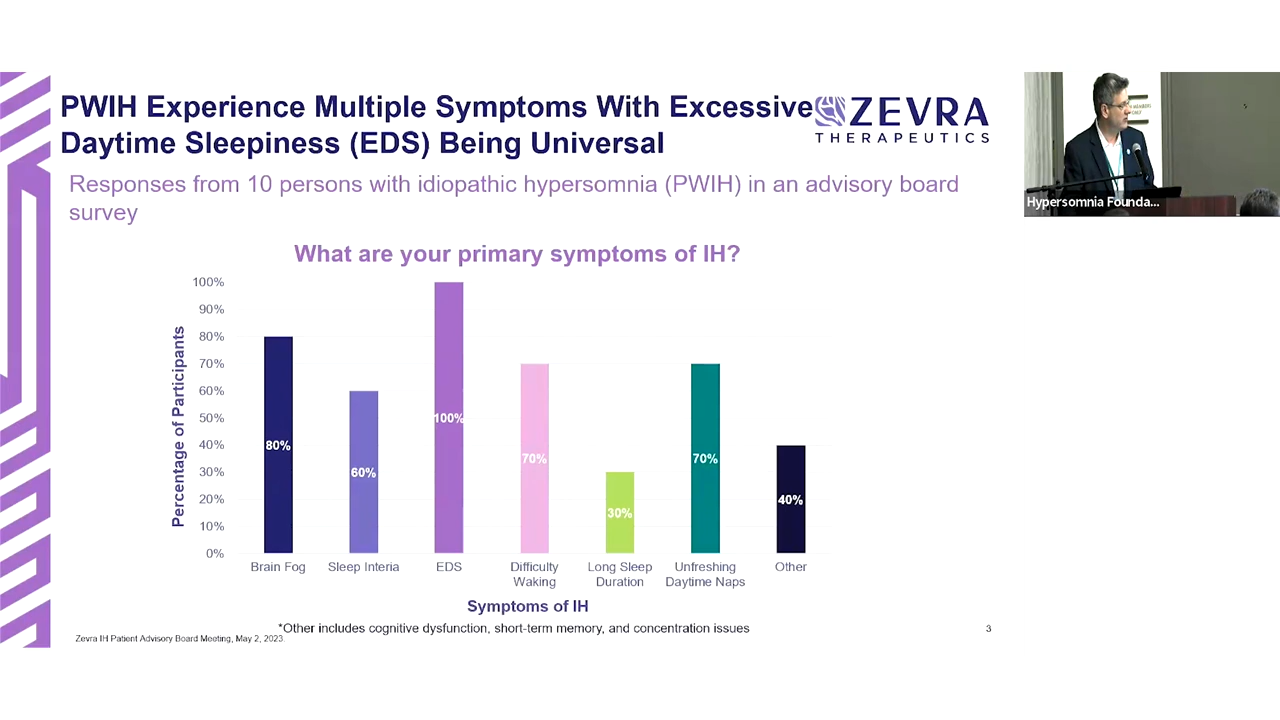 PWIH Experience Multiple Symptoms With Excessive
Daytime Sleepiness (EDS) Being Universal
ZEVRA
THERAPEUTICS
Responses from 10 persons with idiopathic hypersomnia (PWIH) in an advisory board
survey
What are your primary symptoms of IH?
Percentage of Participants
100%
90%
80%
70%
60%
50%
40%
30%
20%
10%
0%
80%
60%
100%
70%
30%
70%
40%
Brain Fog
Sleep Interia
EDS
Difficulty
Waking
Long Sleep
Duration
Unfreshing
Daytime Naps
Other
Symptoms of IH
*Other includes cognitive dysfunction, short-term memory, and concentration issues
Zevra IH Patient Advisory Board Meeting, May 2, 2023.
3
Hypersomnia Founda...